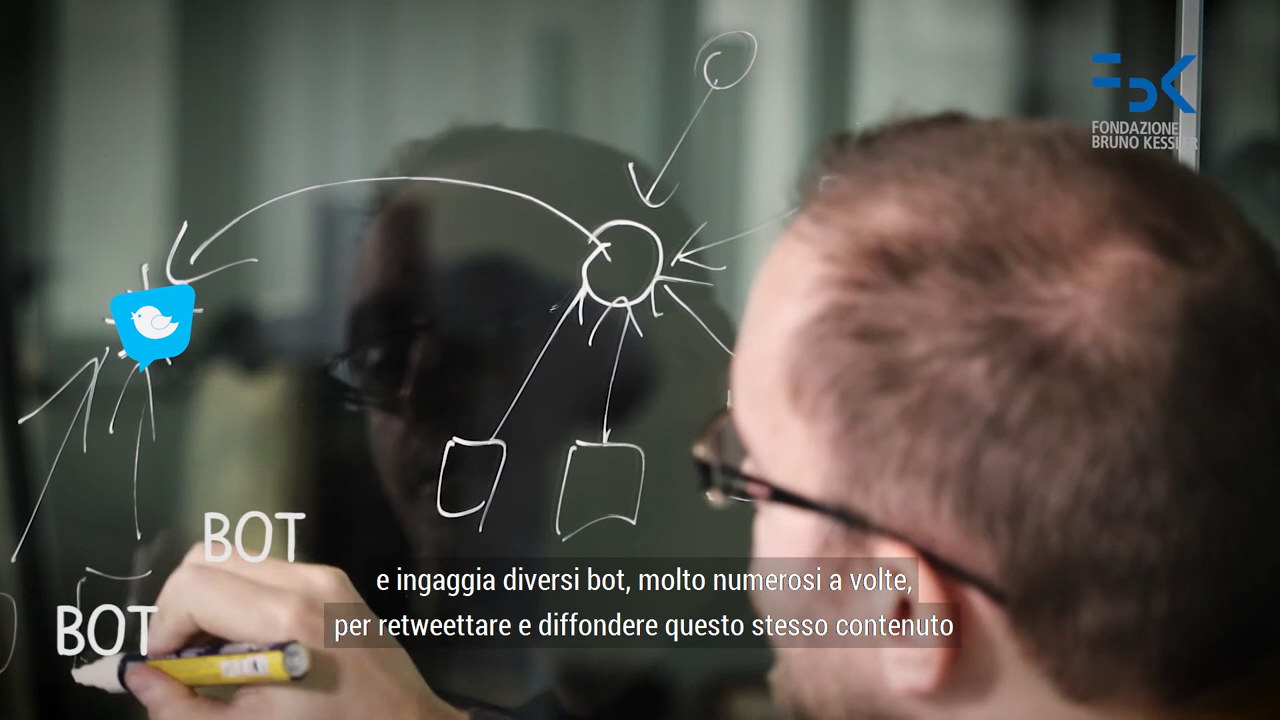 FONDAZIONE
BRUNO KESSLER
BOT
BOT
e ingaggia diversi bot, molto numerosi a volte,
per retweettare e diffondere questo stesso contenuto